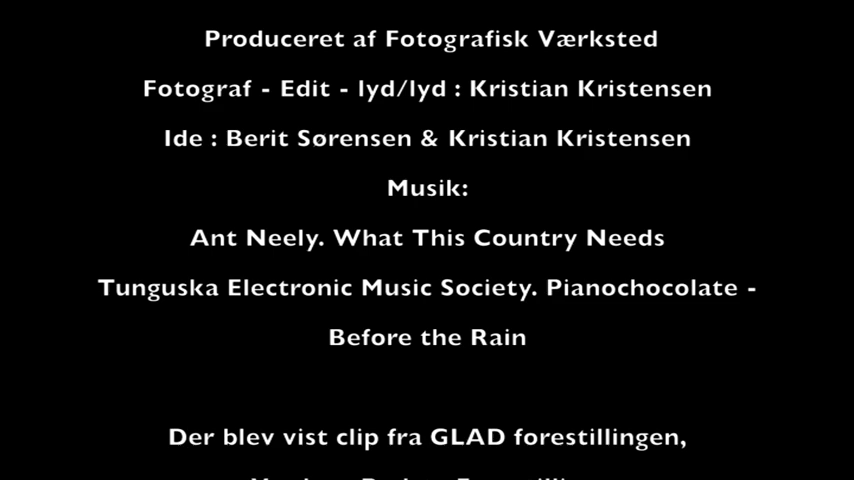 Produceret af Fotografisk Værksted
Fotograf - Edit - lyd/lyd : Kristian Kristensen
Ide : Berit Sørensen & Kristian Kristensen
Musik:
Ant Neely. What This Country Needs
Tunguska Electronic Music Society. Pianochocolate -
Before the Rain
Der blev vist clip fra GLAD forestillingen,